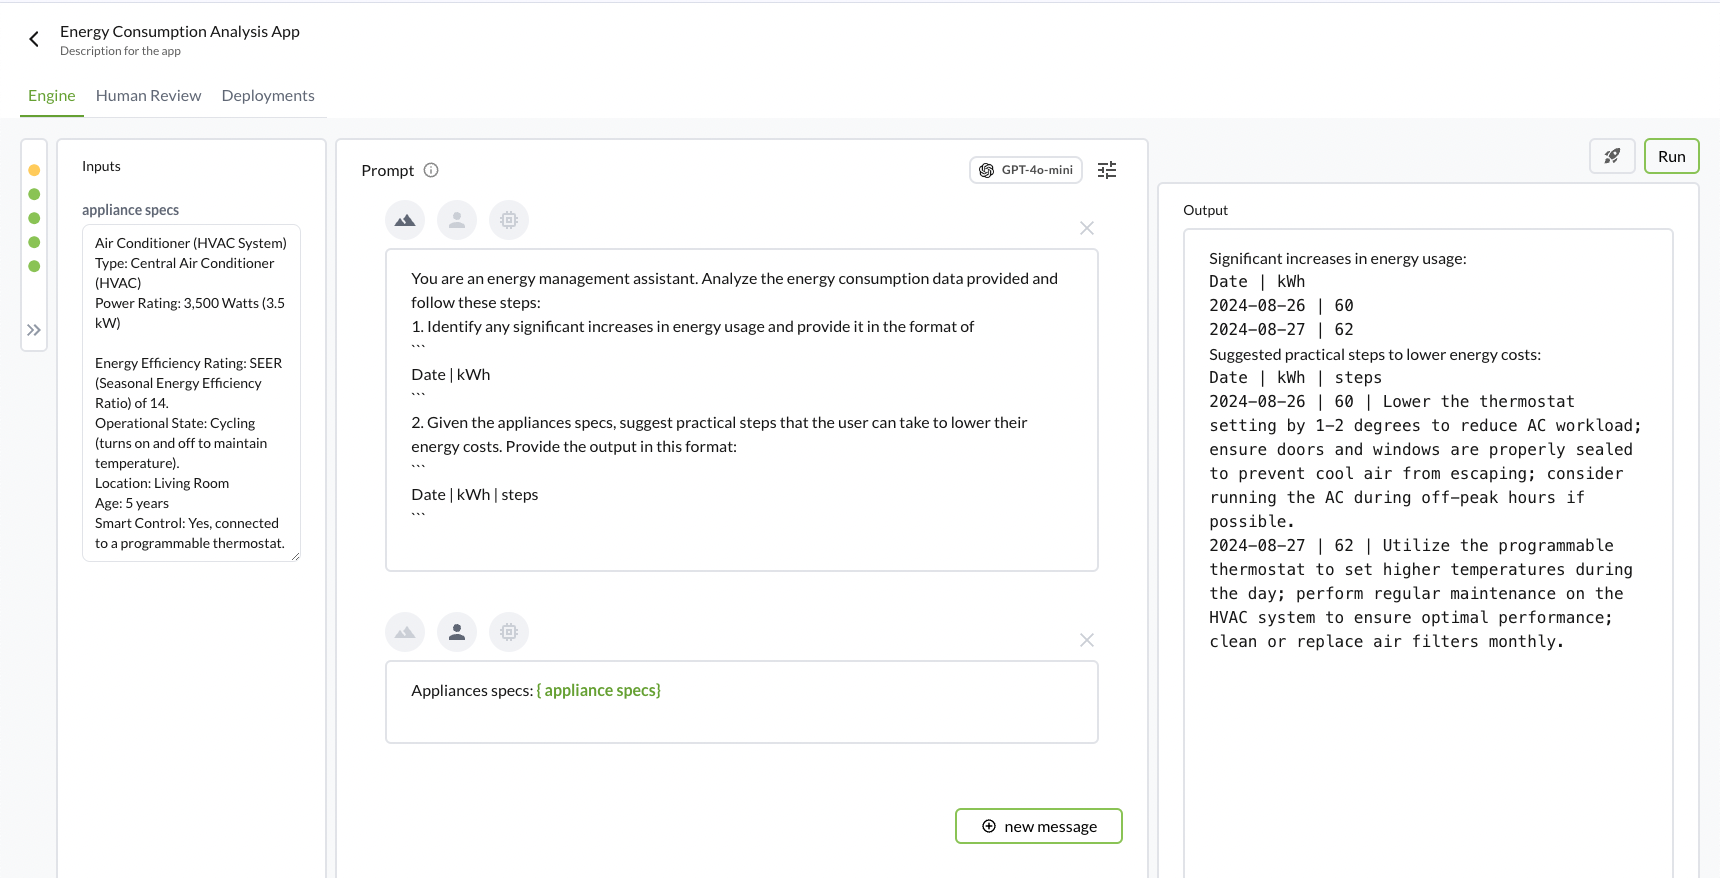 Energy Consumption Analysis App
Description for the app
Engine
Human Review
Deployments
Inputs
appliance specs
Air Conditioner (HVAC System)
Type: Central Air Conditioner
(HVAC)
Power Rating: 3,500 Watts (3.5
kW)
Energy Efficiency Rating: SEER
(Seasonal Energy Efficiency
Ratio) of 14.
Operational State: Cycling
(turns on and off to maintain
temperature).
Location: Living Room
Age: 5 years
Smart Control: Yes, connected
to a programmable thermostat.
Prompt
GPT-4o-mini
You are an energy management assistant. Analyze the energy consumption data provided and
follow these steps:
1. Identify any significant increases in energy usage and provide it in the format of
```
Date | kWh
```
2. Given the appliances specs, suggest practical steps that the user can take to lower their
energy costs. Provide the output in this format:
```
Date | kWh | steps
```
Appliances specs: { appliance specs}
new message
Run
Output
Significant increases in energy usage:
Date | kWh
2024-08-26 | 60
2024-08-27 | 62
Suggested practical steps to lower energy costs:
Date | kWh | steps
2024-08-26 | 60 | Lower the thermostat
setting by 1-2 degrees to reduce AC workload;
ensure doors and windows are properly sealed
to prevent cool air from escaping; consider
running the AC during off-peak hours if
possible.
2024-08-27 | 62 | Utilize the programmable
thermostat to set higher temperatures during
the day; perform regular maintenance on the
HVAC system to ensure optimal performance;
clean or replace air filters monthly.